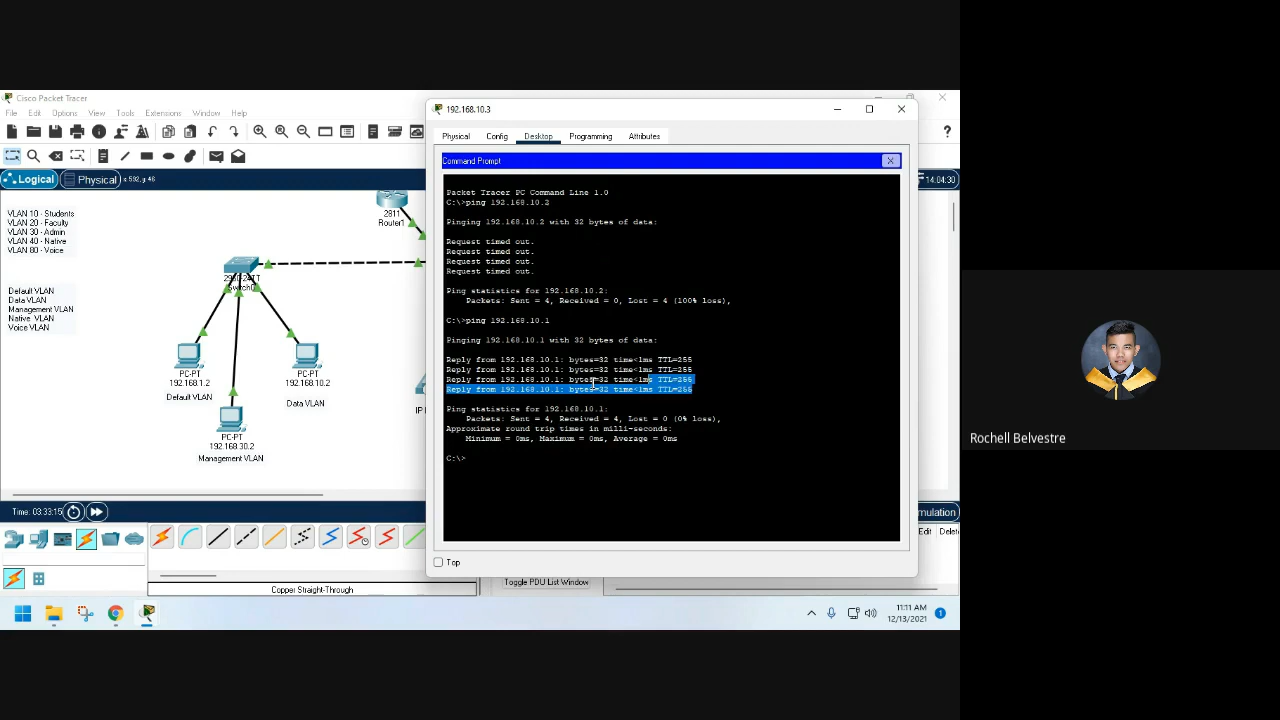 Cisco Packet Tracer
File Edit Options View Tools Extensions Window Help
?
Logical
Physical
x: 592, y: 46
14:04:30
VLAN 10 - Students
VLAN 20 - Faculty
VLAN 30 - Admin
VLAN 40 - Native
VLAN 80 - Voice
Default VLAN
Data VLAN
Management VLAN
Native VLAN
Voice VLAN
2811
Router1
PC-PT
192.168.1.2
Default VLAN
PC-PT
192.168.10.2
Data VLAN
PC-PT
192.168.30.2
Management VLAN
192.168.10.3
Physical Config Desktop Programming Attributes
Command Prompt
X
Packet Tracer PC Command Line 1.0
C:\>ping 192.168.10.2
Pinging 192.168.10.2 with 32 bytes of data:
Request timed out.
Request timed out.
Request timed out.
Request timed out.
Ping statistics for 192.168.10.2:
Packets: Sent = 4, Received = 0, Lost = 4 (100% loss),
C:\>ping 192.168.10.1
Pinging 192.168.10.1 with 32 bytes of data:
Reply from 192.168.10.1: bytes=32 time<1ms TTL=255
Reply from 192.168.10.1: bytes=32 time<1ms TTL=255
Reply from 192.168.10.1: bytes=32 time<1ms TTL=255
Reply from 192.168.10.1: bytes=32 time<1ms TTL=255
Ping statistics for 192.168.10.1:
Packets: Sent = 4, Received = 4, Lost = 0 (0% loss),
Approximate round trip times in milli-seconds:
Minimum = 0ms, Maximum = 0ms, Average = 0ms
C:\>
Top
Time: 03:33:15
mulation
Edit Delet
Toggle PDU List Window
Copper Straight-Through
11:11 AM
12/13/2021
1
Rochell Belvestre